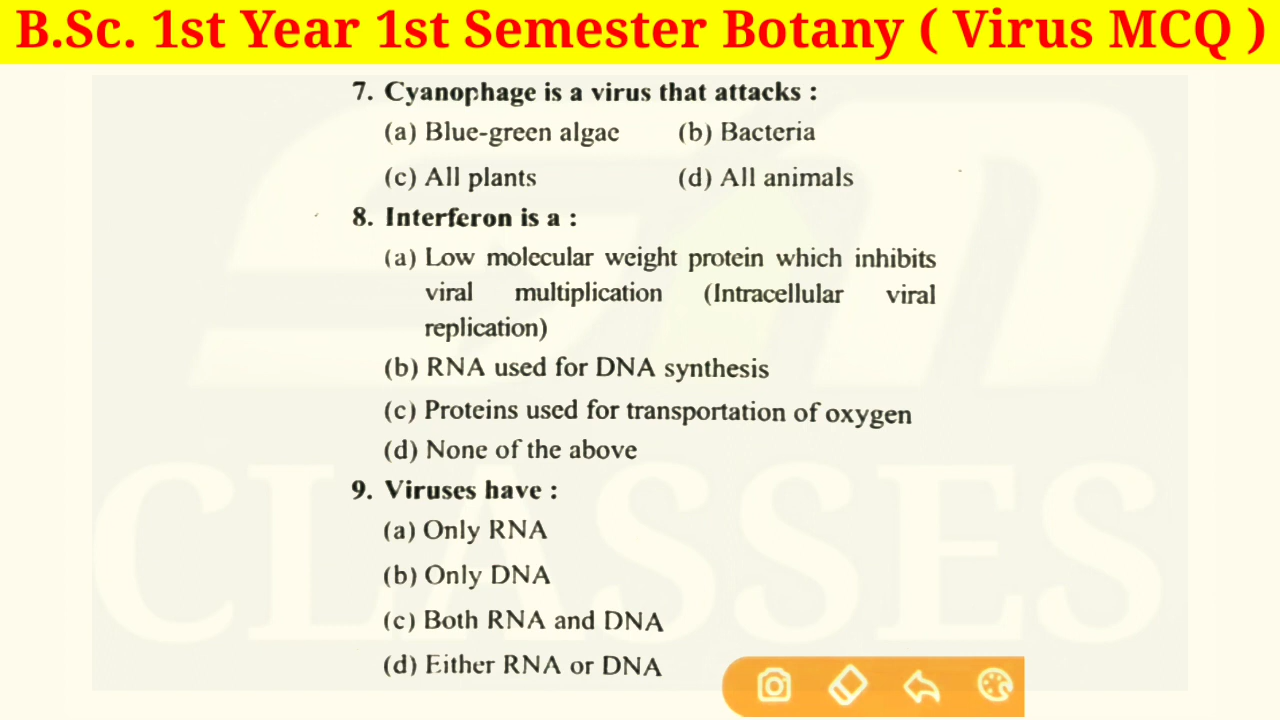 B.Sc. 1st Year 1st Semester Botany ( Virus MCQ )
7. Cyanophage is a virus that attacks :
(a) Blue-green algae (b) Bacteria
(c) All plants (d) All animals
8. Interferon is a :
(a) Low molecular weight protein which inhibits
viral multiplication (Intracellular viral
replication)
(b) RNA used for DNA synthesis
(c) Proteins used for transportation of oxygen
(d) None of the above
9. Viruses have :
(a) Only RNA
(b) Only DNA
(c) Both RNA and DNA
(d) Either RNA or DNA
CLASSES